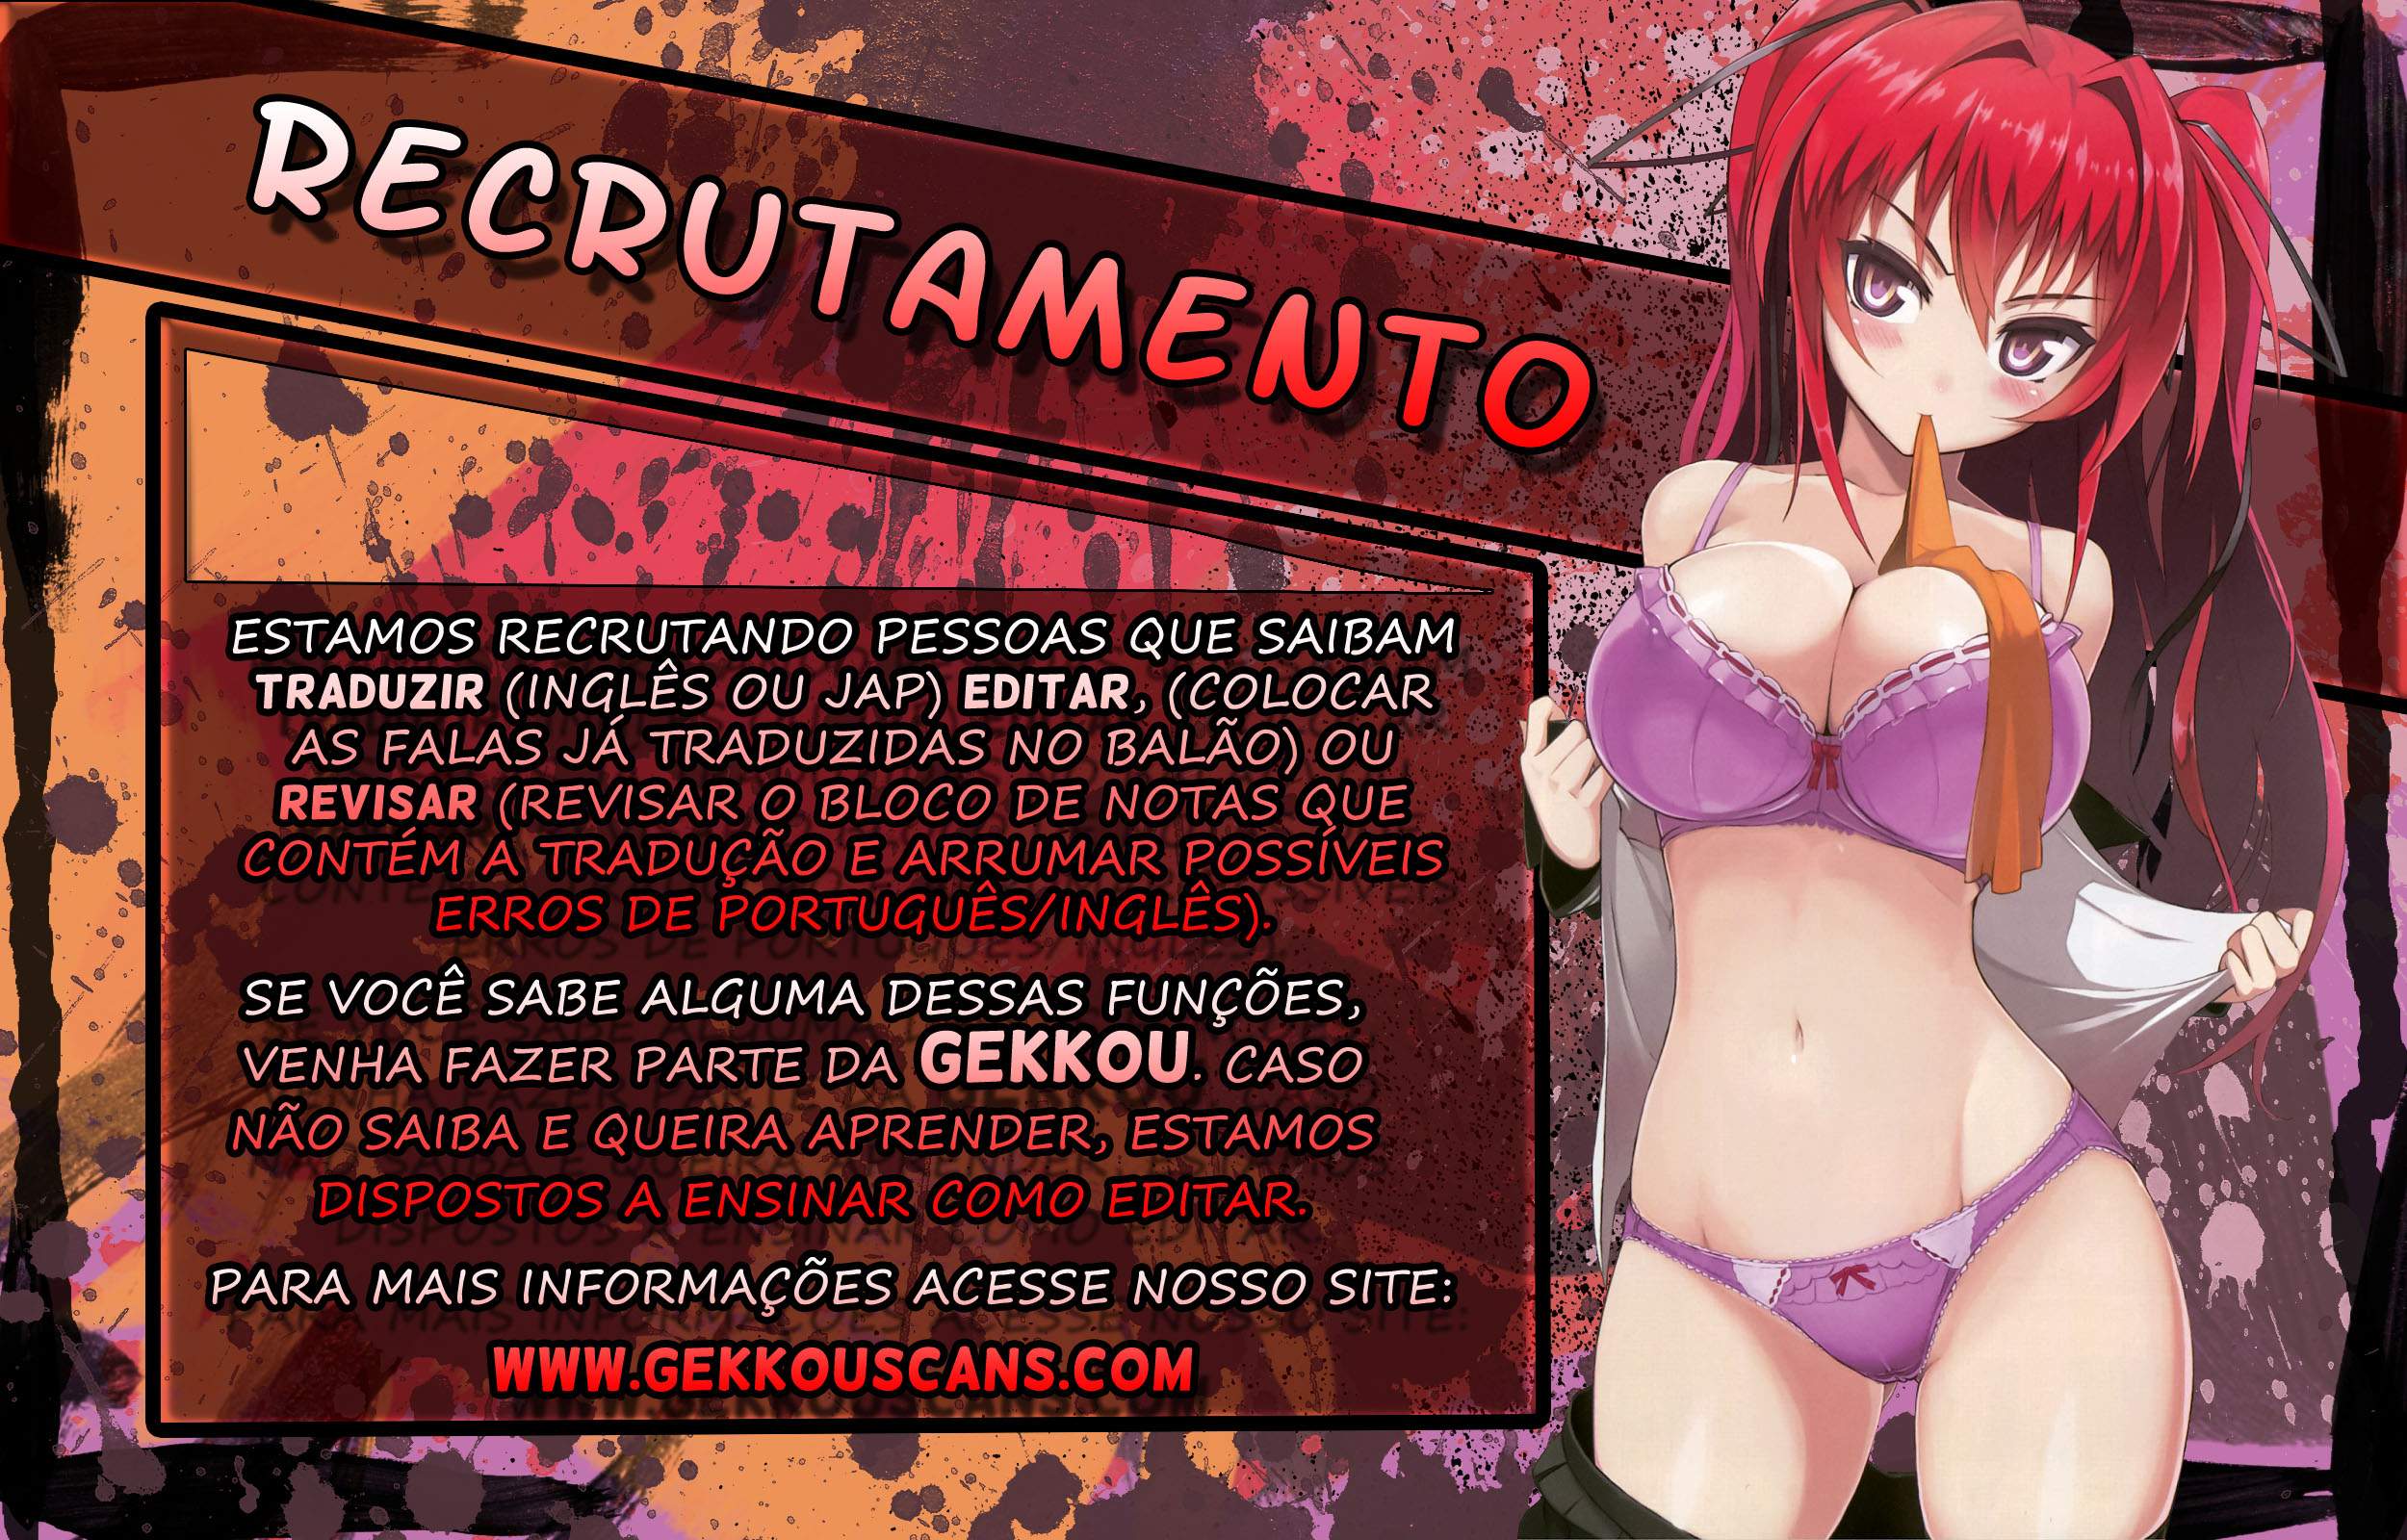 RECRUTAMENTO
ESTAMOS RECRUTANDO PESSOAS QUE SAIBAM
TRADUZIR (INGLÊS OU JAP) EDITAR, (COLOCAR
AS FALAS JÁ TRADUZIDAS NO BALÃO) OU
REVISAR (REVISAR O BLOCO DE NOTAS QUE
CONTÉM A TRADUÇÃO E ARRUMAR POSSÍVEIS
ERROS DE PORTUGUÊS/INGLÊS).
SE VOCÊ SABE ALGUMA DESSAS FUNÇÕES,
VENHA FAZER PARTE DA GEKKOU. CASO
NÃO SAIBA E QUEIRA APRENDER, ESTAMOS
DISPOSTOS A ENSINAR COMO EDITAR.
PARA MAIS INFORMAÇÕES ACESSE NOSSO SITE:
WWW.GEKKOUSCANS.COM